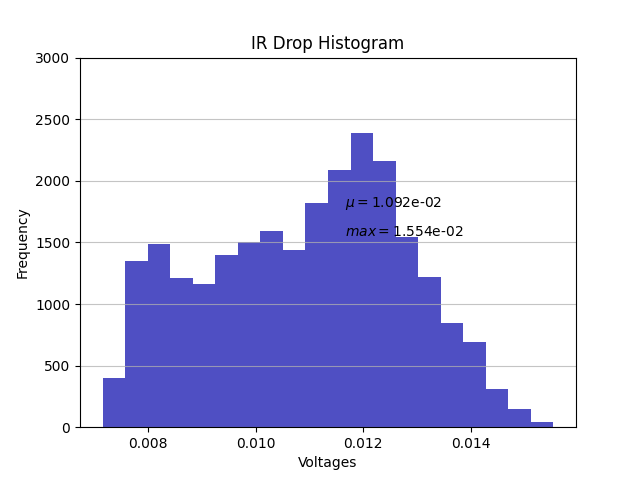 IR Drop Histogram
3000
2500
2000
1500
1000
500
0
Frequency
μ = 1.092e-02
max = 1.554e-02
0.008 0.010 0.012 0.014
Voltages